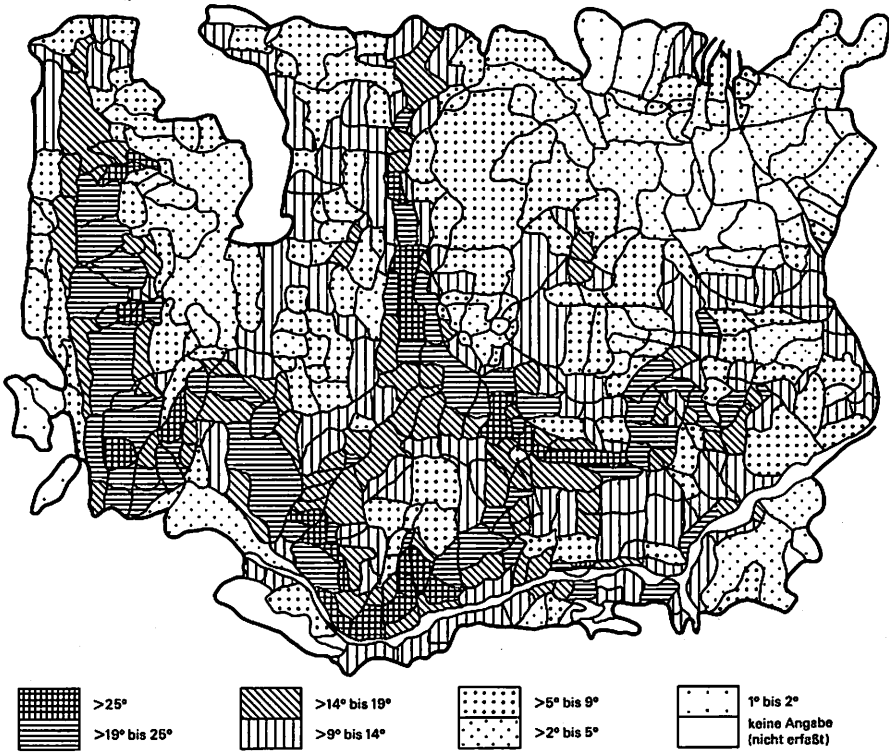 >25°
>19° bis 25°
>14° bis 19°
>9° bis 14°
>5° bis 9°
>2° bis 5°
1° bis 2°
keine Angabe
(nicht erfaßt)